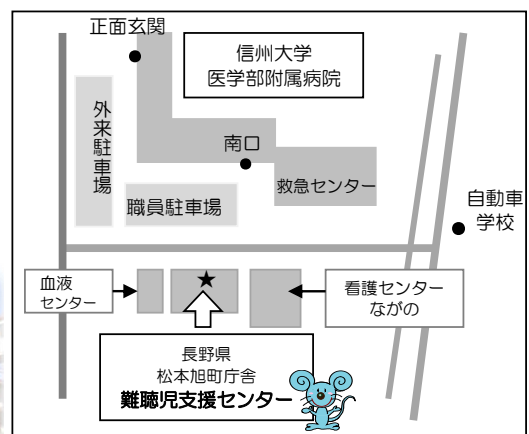 正面玄関
信州大学
医学部附属病院
外来駐車場
南口
救急センター
職員駐車場
自動車
学校
血液
センター
★
看護センター
ながの
長野県
松本旭町庁舎
難聴児支援センター